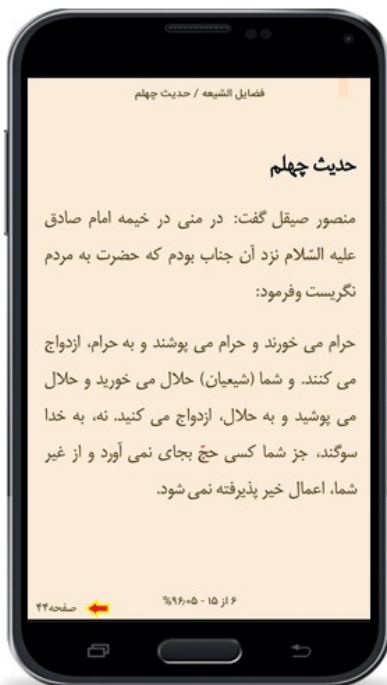 فضایل الشیعه / حدیث چهلم
حدیث چهلم
منصور صیقل گفت: در منی در خیمه امام صادق
علیه السّلام نزد آن جناب بودم که حضرت به مردم
نگریست وفرمود:
حرام می خورند و حرام می پوشند و به حرام، ازدواج
می کنند. و شما (شیعیان) حلال می خورید و حلال
می پوشید و به حلال، ازدواج می کنید. نه، به خدا
سوگند، جز شما کسی حجّ بجای نمی آورد و از غیر
شما، اعمال خیر پذیرفته نمی شود.
۶ از ۱۵ - ۹۶٫۰۵%
صفحه۴۴